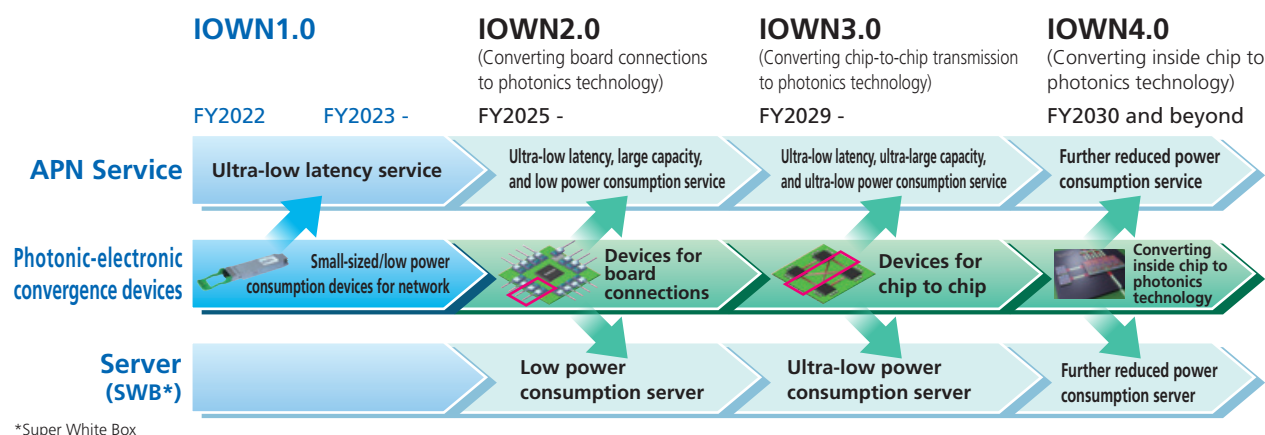 IOWN1.0
IOWN2.0
(Converting board connections
to photonics technology)
IOWN3.0
(Converting chip-to-chip transmission
to photonics technology)
IOWN4.0
(Converting inside chip to
photonics technology)
FY2022
FY2023 -
FY2025 -
FY2029 -
FY2030 and beyond
APN Service
Ultra-low latency service
Ultra-low latency, large capacity,
and low power consumption service
Ultra-low latency, ultra-large capacity,
and ultra-low power consumption service
Further reduced power
consumption service
Photonic-electronic
convergence devices
Small-sized/low power
consumption devices for network
Devices for
board
connections
Devices for
chip to chip
Converting
inside chip to
photonics
technology
Server
(SWB*)
Low power
consumption server
Ultra-low power
consumption server
Further reduced power
consumption server
*Super White Box